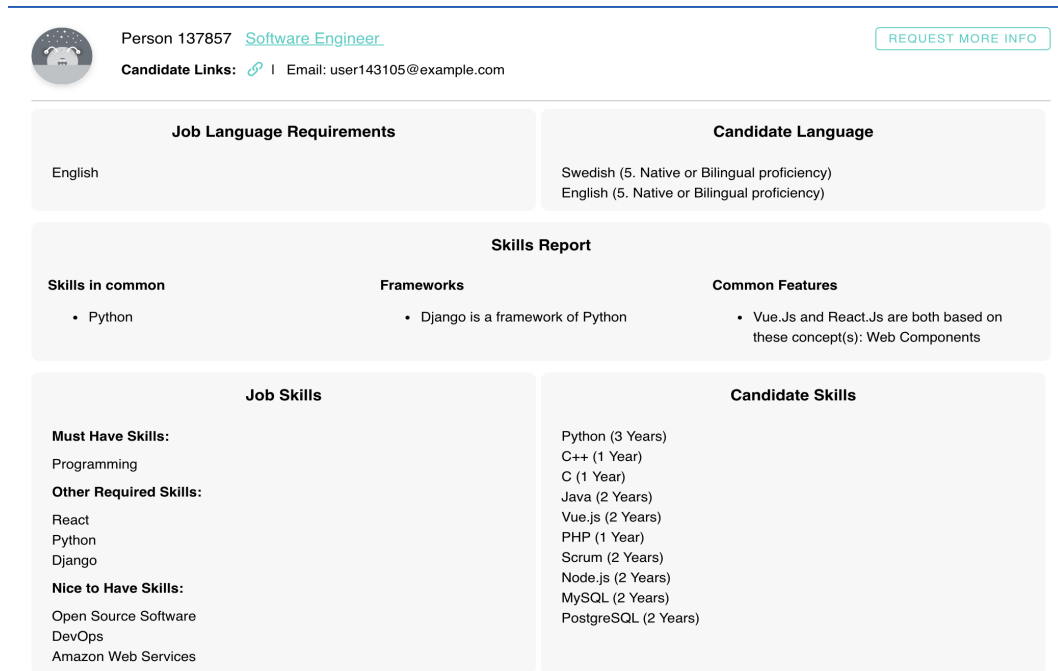 Person 137857 Software Engineer
REQUEST MORE INFO
Candidate Links: | Email: user143105@example.com
Job Language Requirements
English
Candidate Language
Swedish (5. Native or Bilingual proficiency)
English (5. Native or Bilingual proficiency)
Skills Report
Skills in common
• Python
Frameworks
• Django is a framework of Python
Common Features
• Vue.Js and React.Js are both based on
these concept(s): Web Components
Job Skills
Must Have Skills:
Programming
Other Required Skills:
React
Python
Django
Nice to Have Skills:
Open Source Software
DevOps
Amazon Web Services
Candidate Skills
Python (3 Years)
C++ (1 Year)
C (1 Year)
Java (2 Years)
Vue.js (2 Years)
PHP (1 Year)
Scrum (2 Years)
Node.js (2 Years)
MySQL (2 Years)
PostgreSQL (2 Years)